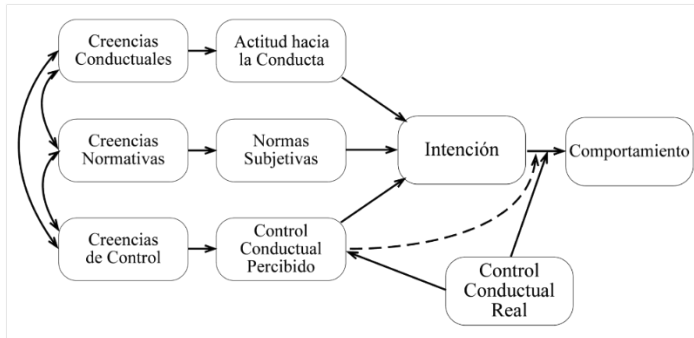 Creencias
Conductuales
Actitud hacia
la Conducta
Creencias
Normativas
Normas
Subjetivas
Intención
Comportamiento
Creencias
de Control
Control
Conductual
Percibido
Control
Conductual
Real